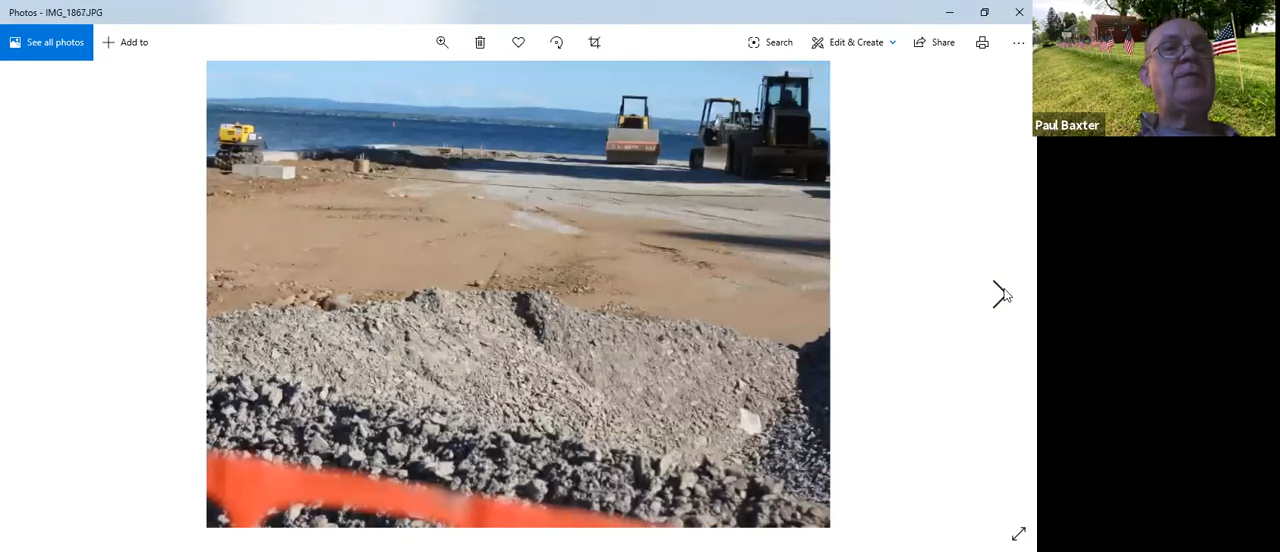 Photos - IMG_1867.JPG
See all photos
Add to
Search
Edit & Create
Share
Paul Baxter